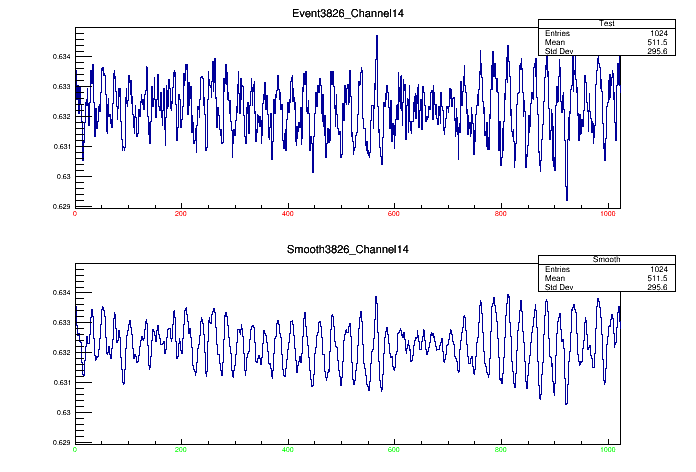 Event3826_Channel14
Test
Entries 1024
Mean 511.5
Std Dev 295.6
0.634
0.633
0.632
0.631
0.63
0.629
0 200 400 600 800 1000
Smooth3826_Channel14
Smooth
Entries 1024
Mean 511.5
Std Dev 295.6
0.634
0.633
0.632
0.631
0.63
0.629
0 200 400 600 800 1000